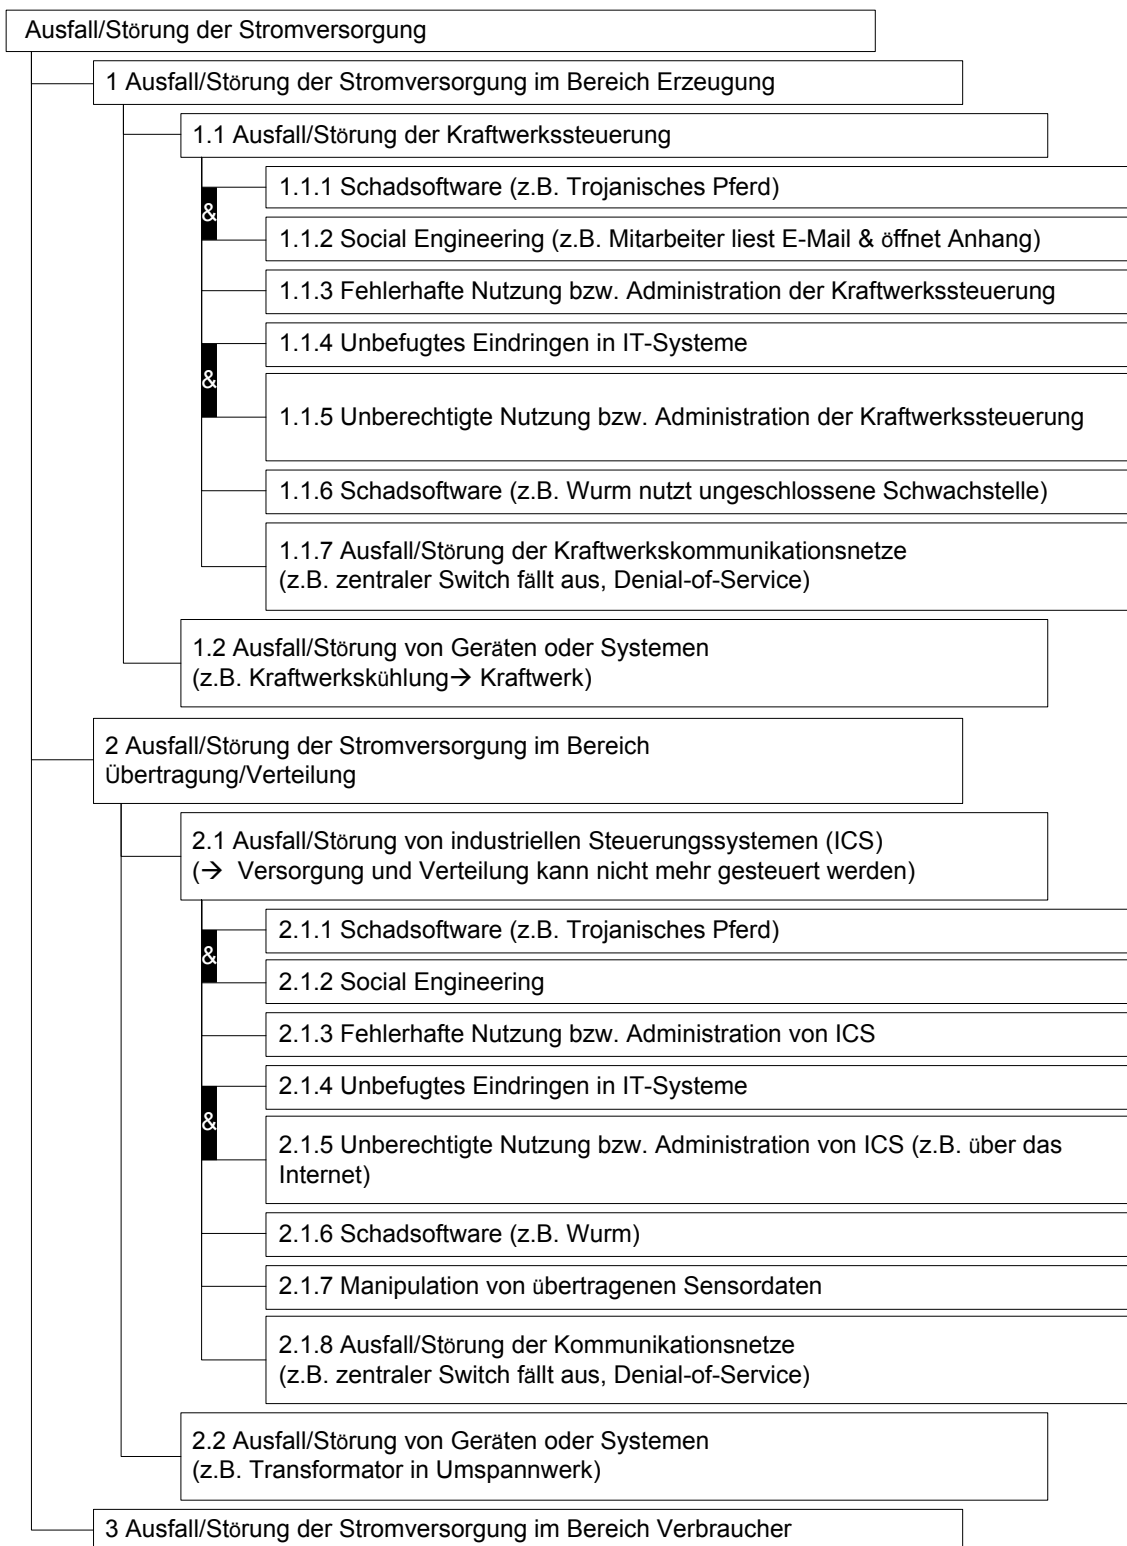 Ausfall/Störung der Stromversorgung
1 Ausfall/Störung der Stromversorgung im Bereich Erzeugung
1.1 Ausfall/Störung der Kraftwerkssteuerung
1.1.1 Schadsoftware (z.B. Trojanisches Pferd)
&
1.1.2 Social Engineering (z.B. Mitarbeiter liest E-Mail & öffnet Anhang)
1.1.3 Fehlerhafte Nutzung bzw. Administration der Kraftwerkssteuerung
1.1.4 Unbefugtes Eindringen in IT-Systeme
&
1.1.5 Unberechtigte Nutzung bzw. Administration der Kraftwerkssteuerung
1.1.6 Schadsoftware (z.B. Wurm nutzt ungeschlossene Schwachstelle)
1.1.7 Ausfall/Störung der Kraftwerkskommunikationsnetze
(z.B. zentraler Switch fällt aus, Denial-of-Service)
1.2 Ausfall/Störung von Geräten oder Systemen
(z.B. Kraftwerkskühlung→ Kraftwerk)
2 Ausfall/Störung der Stromversorgung im Bereich
Übertragung/Verteilung
2.1 Ausfall/Störung von industriellen Steuerungssystemen (ICS)
(→ Versorgung und Verteilung kann nicht mehr gesteuert werden)
2.1.1 Schadsoftware (z.B. Trojanisches Pferd)
&
2.1.2 Social Engineering
2.1.3 Fehlerhafte Nutzung bzw. Administration von ICS
2.1.4 Unbefugtes Eindringen in IT-Systeme
&
2.1.5 Unberechtigte Nutzung bzw. Administration von ICS (z.B. über das
Internet)
2.1.6 Schadsoftware (z.B. Wurm)
2.1.7 Manipulation von übertragenen Sensordaten
2.1.8 Ausfall/Störung der Kommunikationsnetze
(z.B. zentraler Switch fällt aus, Denial-of-Service)
2.2 Ausfall/Störung von Geräten oder Systemen
(z.B. Transformator in Umspannwerk)
3 Ausfall/Störung der Stromversorgung im Bereich Verbraucher